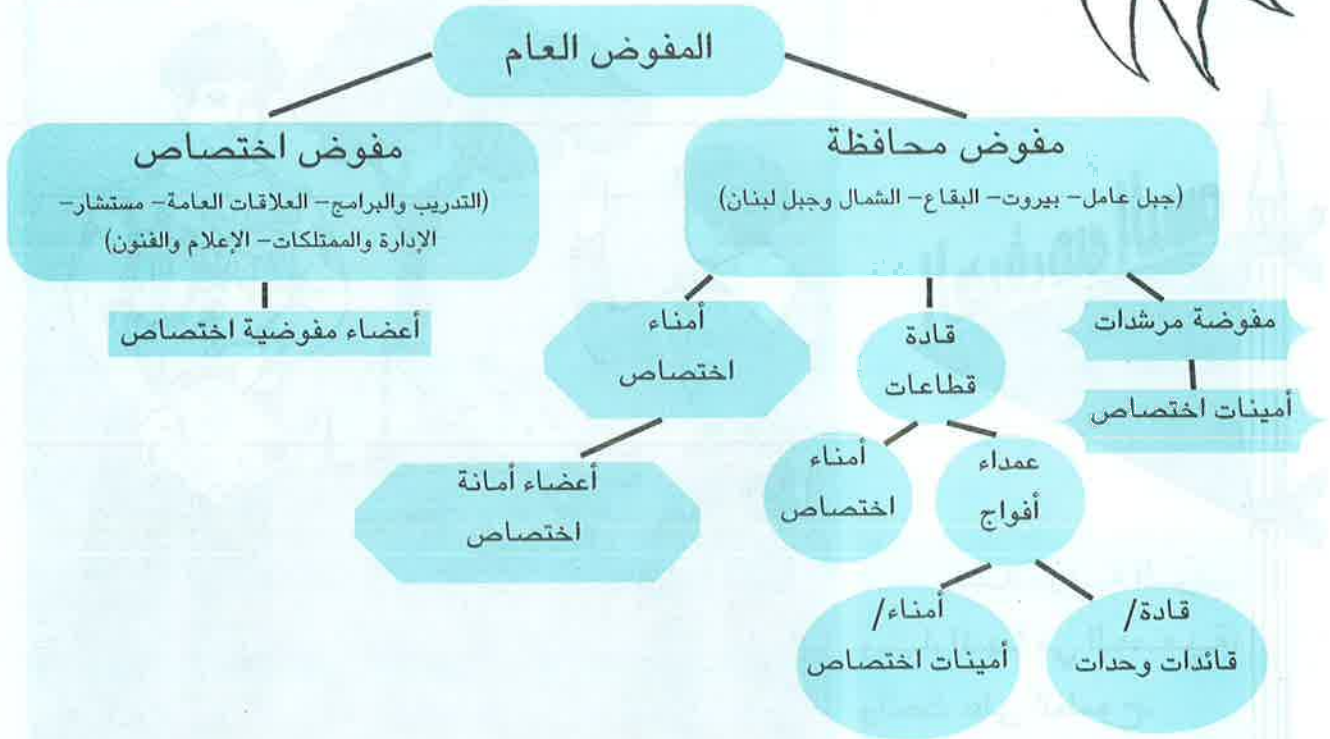 المفوض العام
مفوض محافظة
(جبل عامل– بيروت– البقاع– الشمال وجبل لبنان)
مفوض اختصاص
(التدريب والبرامج– العلاقات العامة– مستشار–
الإدارة والممتلكات– الإعلام والفنون)
مفوضة مرشدات
أمينات اختصاص
قادة
قطاعات
أمناء
اختصاص
أعضاء مفوضية اختصاص
عمداء
أفواج
أمناء
اختصاص
أعضاء أمانة
اختصاص
قادة/
قائدات وحدات
أمناء/
أمينات اختصاص